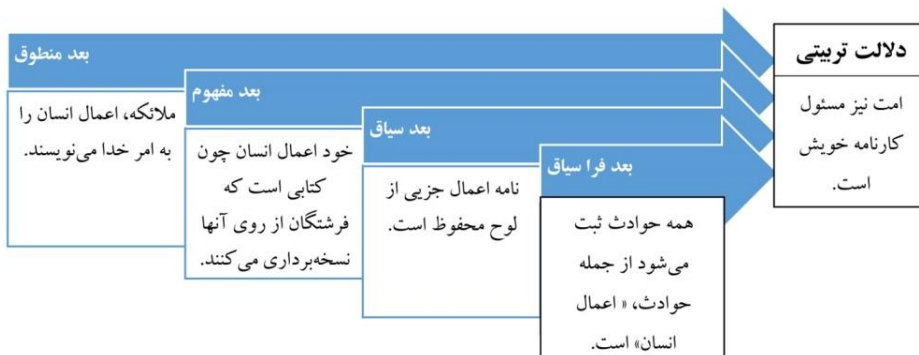 بعد منطوق
ملائکه، اعمال انسان را
به امر خدا می‌نویسند.
بعد مفهوم
خود اعمال انسان چون
کتابی است که
فرشتگان از روی آنها
نسخه‌برداری می‌کنند.
بعد سیاق
نامه اعمال جزیی از
لوح محفوظ است.
بعد فرا سیاق
همه حوادث ثبت
می‌شود از جمله
حوادث، « اعمال
انسان» است.
دلالت تربیتی
امت نیز مسئول
کارنامه خویش
است.